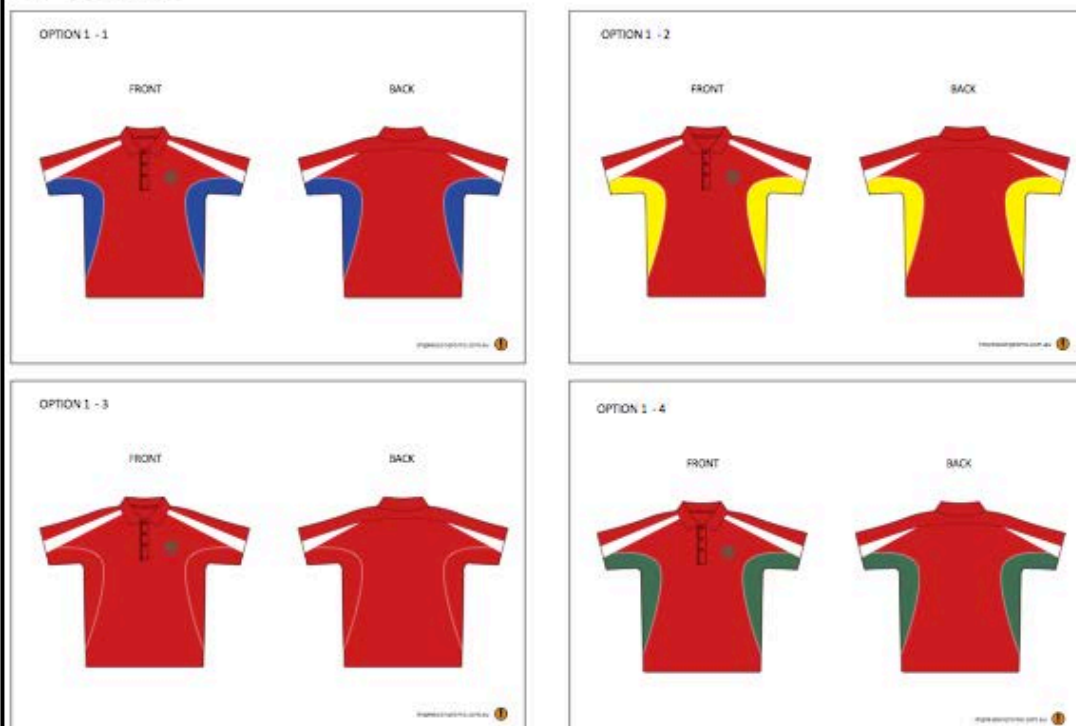 OPTION 1 - 1
FRONT
BACK
OPTION 1 - 2
FRONT
BACK
OPTION 1 - 3
FRONT
BACK
OPTION 1 - 4
FRONT
BACK